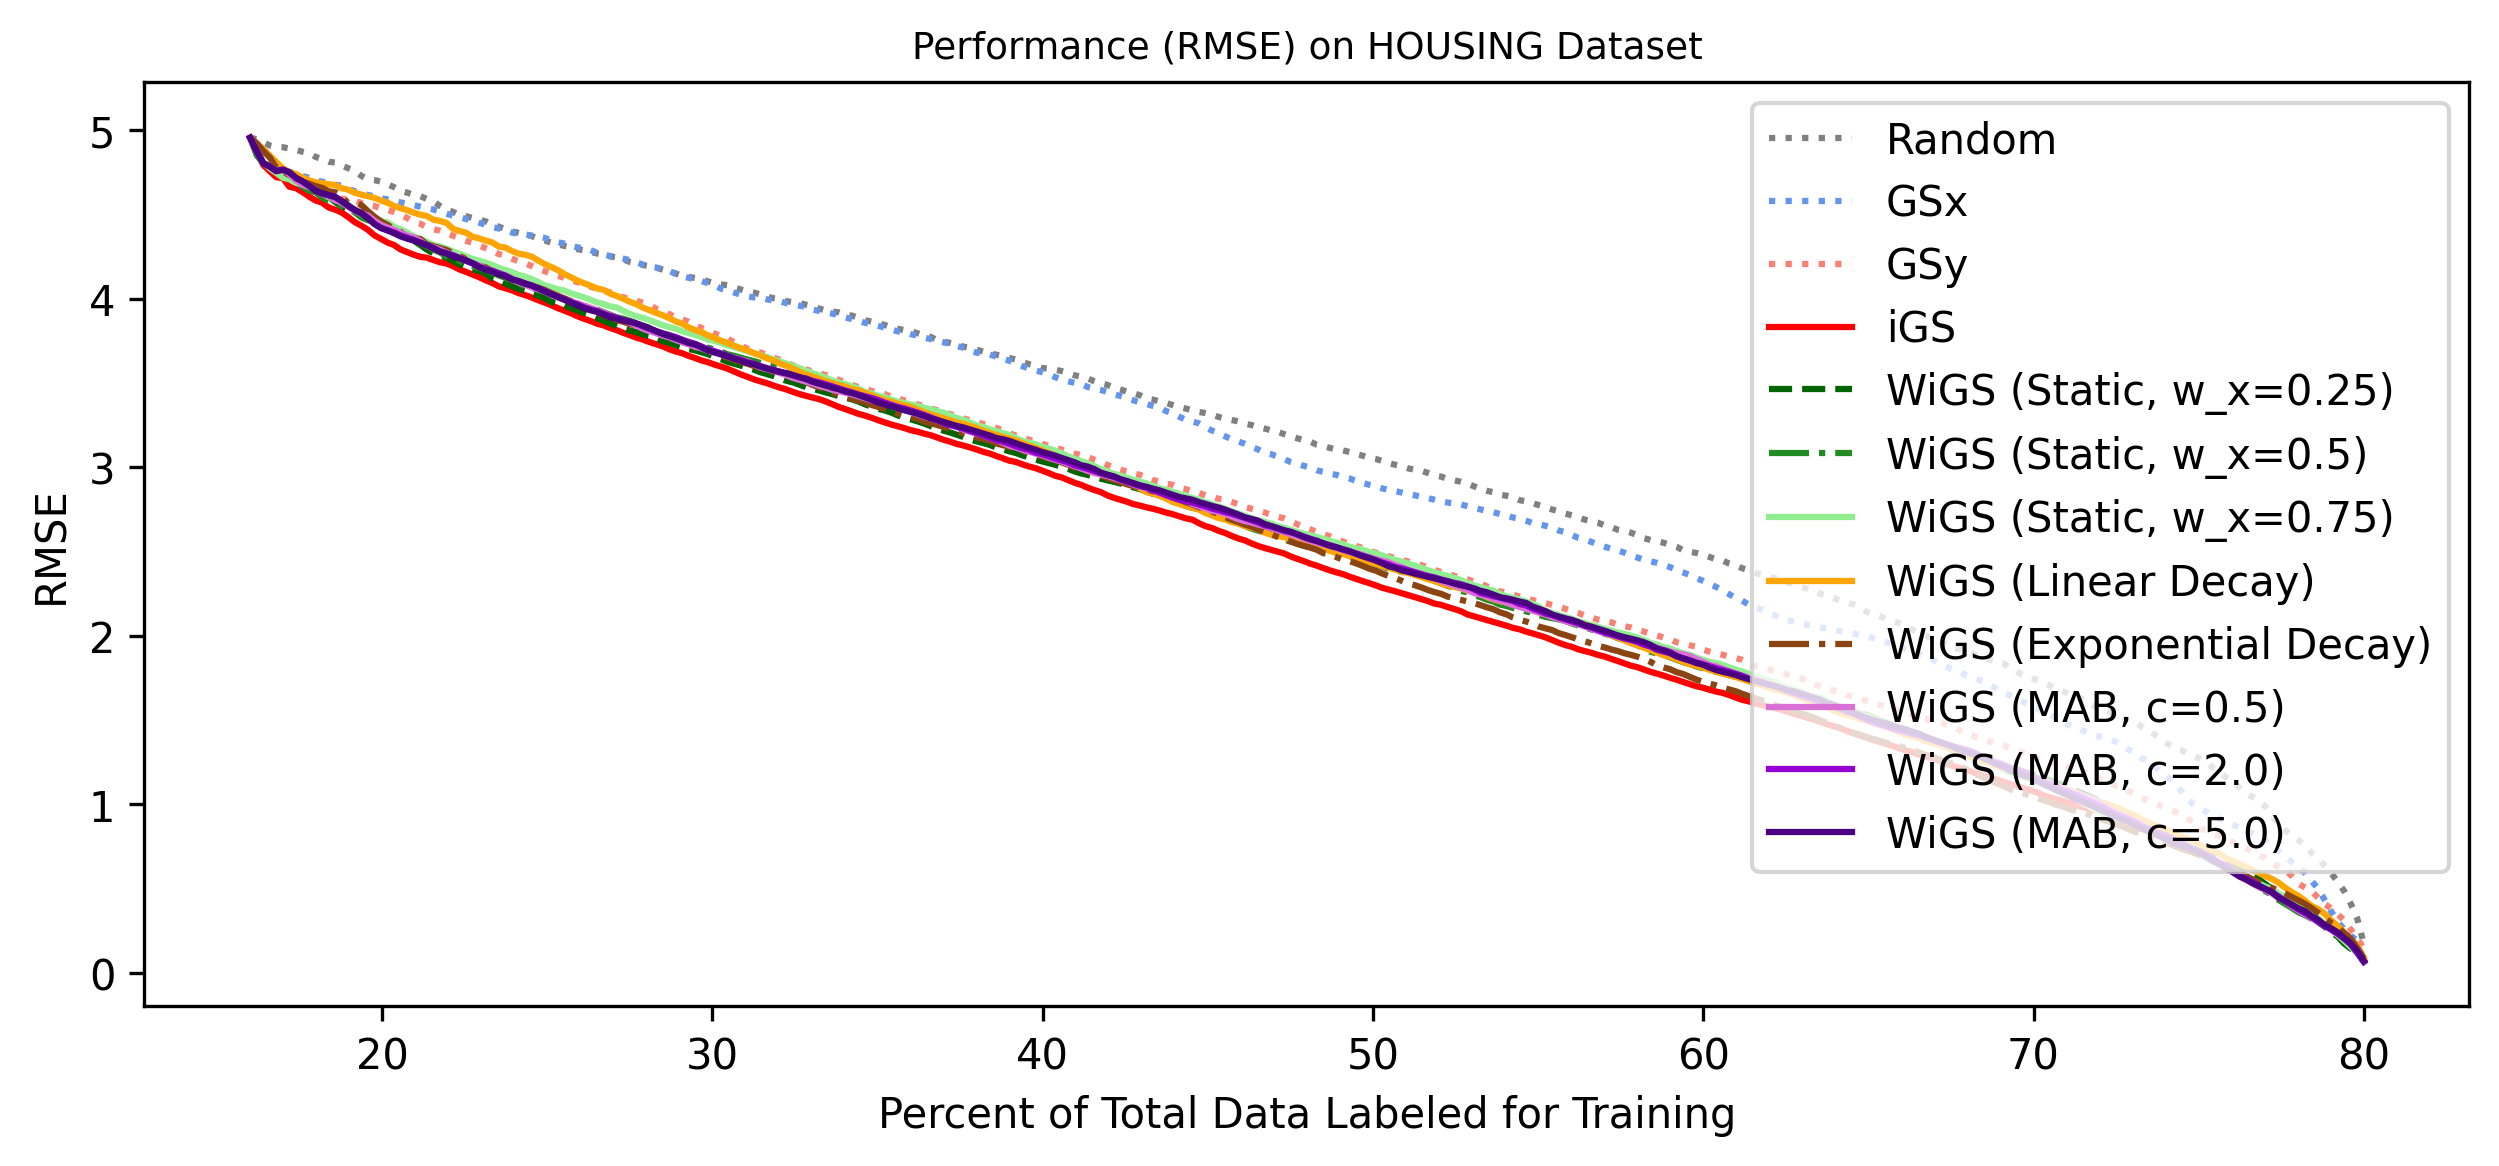 Performance (RMSE) on HOUSING Dataset
RMSE
5
4
3
2
1
0
Random
GSx
GSy
iGS
WiGS (Static, w_x=0.25)
WiGS (Static, w_x=0.5)
WiGS (Static, w_x=0.75)
WiGS (Linear Decay)
WiGS (Exponential Decay)
WiGS (MAB, c=0.5)
WiGS (MAB, c=2.0)
WiGS (MAB, c=5.0)
20 30 40 50 60 70 80
Percent of Total Data Labeled for Training